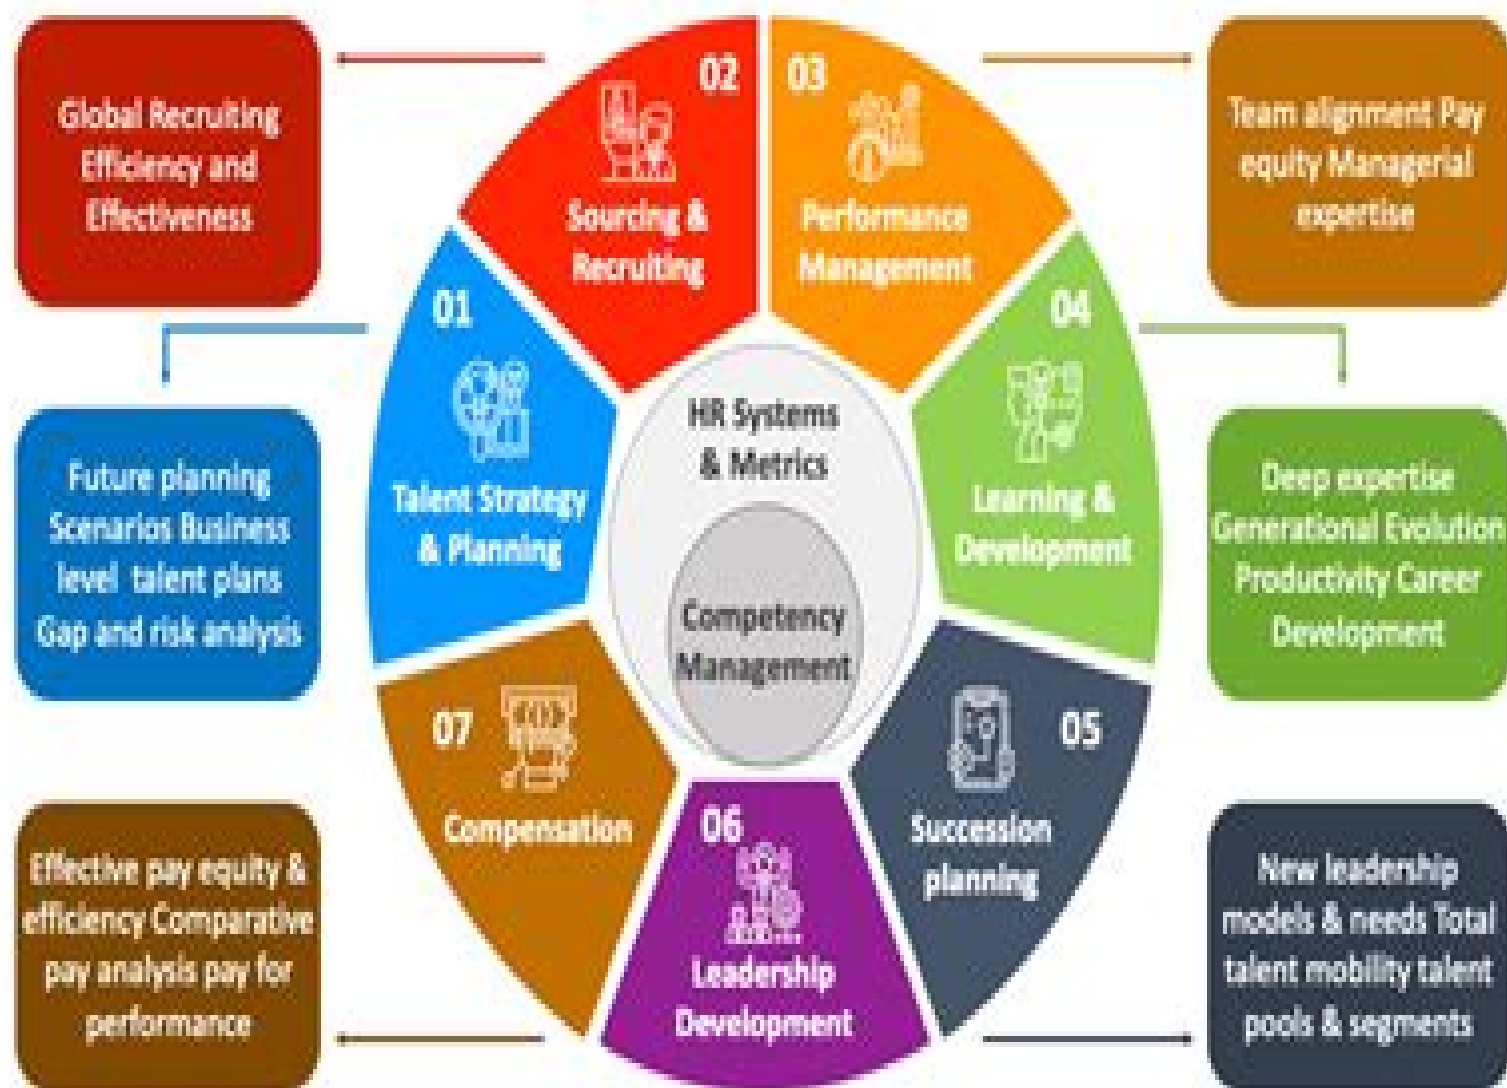 Global Recruiting
Efficiency and
Effectiveness
02
Sourcing &
Recruiting
03
Performance
Management
Team alignment Pay
equity Managerial
expertise
01
Talent Strategy
& Planning
Future planning
Scenarios Business
level talent plans
Gap and risk analysis
HR Systems
& Metrics
Competency
Management
04
Learning &
Development
Deep expertise
Generational Evolution
Productivity Career
Development
07
Compensation
Effective pay equity &
efficiency Comparative
pay analysis pay for
performance
06
Leadership
Development
05
Succession
planning
New leadership
models & needs Total
talent mobility talent
pools & segments